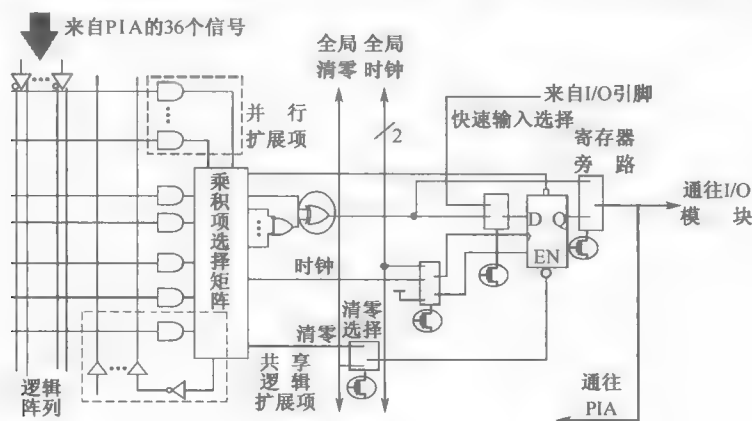 来自PIA的36个信号
全局 全局
清零 时钟
来自I/O引脚
快速输入选择
并行
扩展项
2
寄存器
旁路
通往I/O
模块
乘积项选择矩阵
D Q
EN
时钟
清零
清零
选择
共享
逻辑
扩展项
逻辑
阵列
通往
PIA